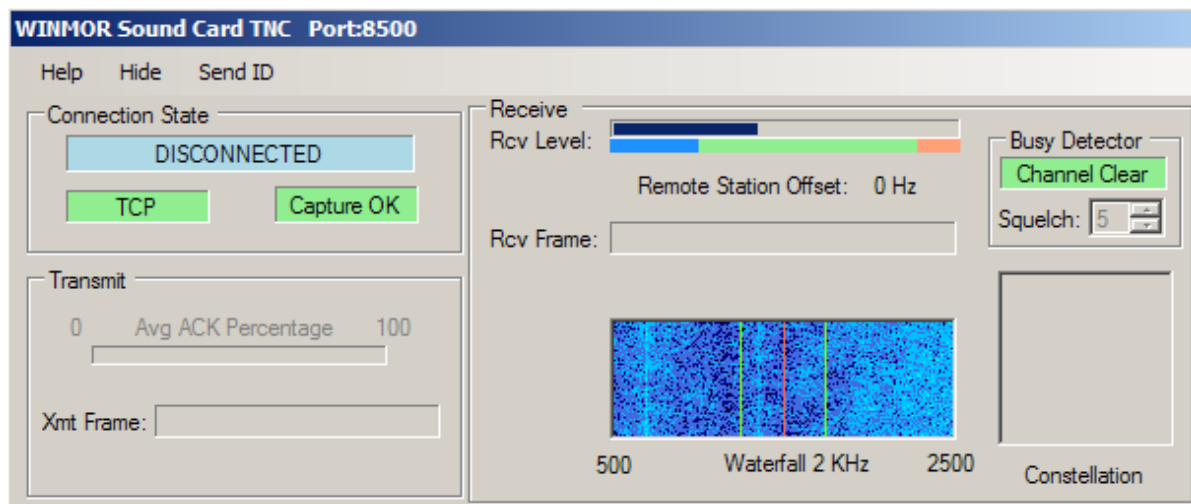 WINMOR Sound Card TNC Port:8500
Help Hide Send ID
Connection State
DISCONNECTED
TCP Capture OK
Transmit
0 Avg ACK Percentage 100
Xmt Frame:
Receive
Rcv Level:
Remote Station Offset: 0 Hz
Rcv Frame:
500 Waterfall 2 KHz 2500
Busy Detector
Channel Clear
Squelch: 5
Constellation